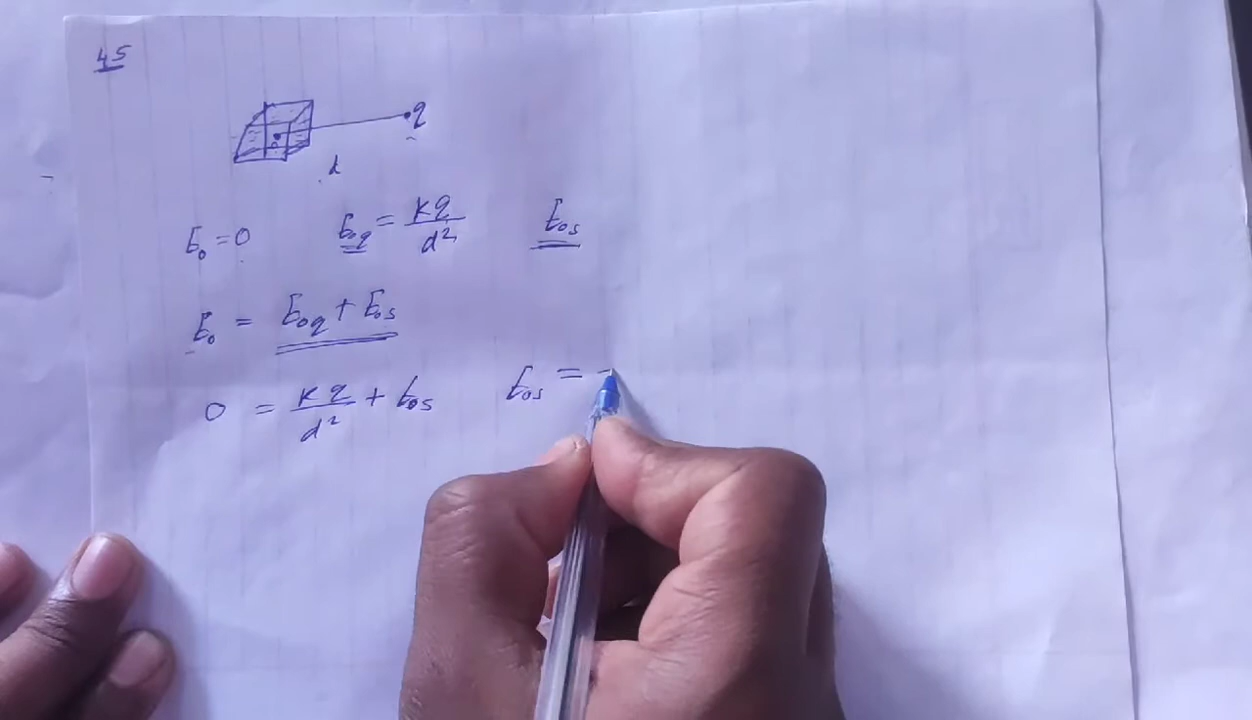 45
q
o
d
E₀ = 0 E₀q = Kq/d² E₀s
E₀ = E₀q + E₀s
0 = Kq/d² + E₀s E₀s = -